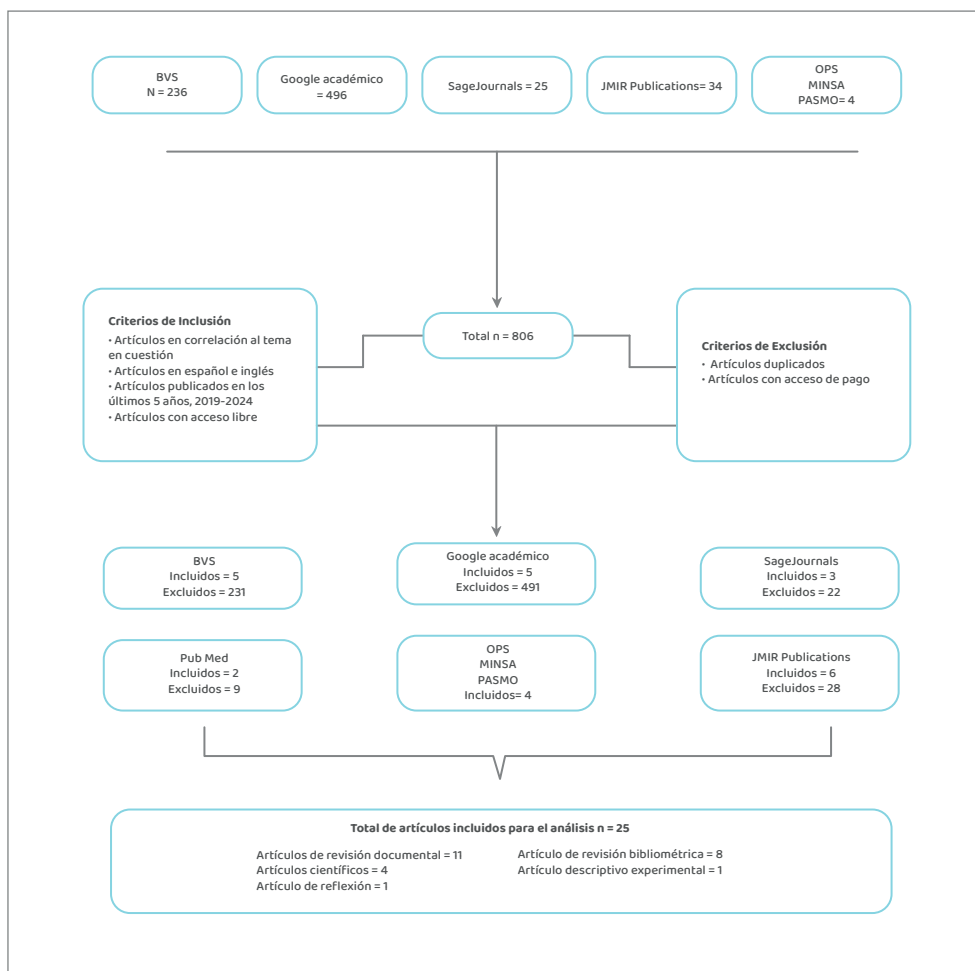 BVS
N = 236
Google académico
= 496
SageJournals = 25
JMIR Publications= 34
OPS
MINSA
PASMO= 4
Criterios de Inclusión
• Artículos en correlación al tema
en cuestión
• Artículos en español e inglés
• Artículos publicados en los
últimos 5 años, 2019-2024
• Artículos con acceso libre
Total n = 806
Criterios de Exclusión
• Artículos duplicados
• Artículos con acceso de pago
BVS
Incluidos = 5
Excluidos = 231
Google académico
Incluidos = 5
Excluidos = 491
SageJournals
Incluidos = 3
Excluidos = 22
Pub Med
Incluidos = 2
Excluidos = 9
OPS
MINSA
PASMO
Incluidos= 4
JMIR Publications
Incluidos = 6
Excluidos = 28
Total de artículos incluidos para el análisis n = 25
Artículos de revisión documental = 11
Artículos científicos = 4
Artículo de reflexión = 1
Artículo de revisión bibliométrica = 8
Artículo descriptivo experimental = 1